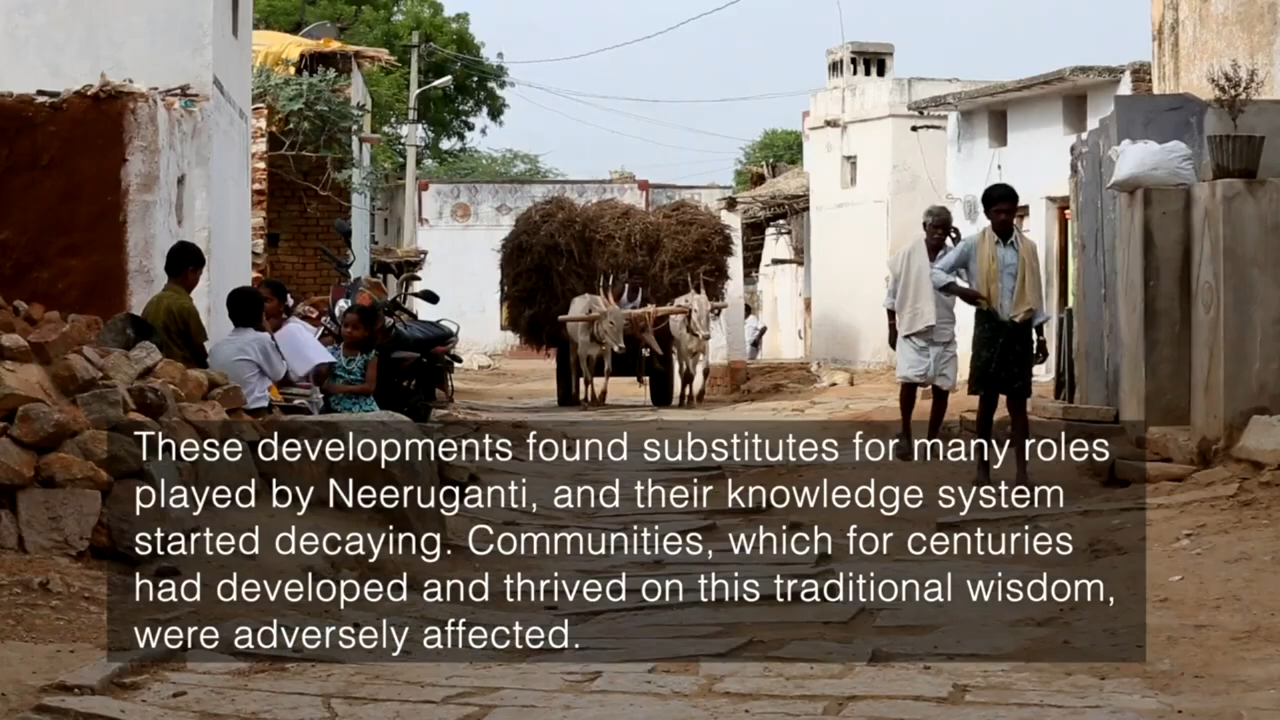 These developments found substitutes for many roles
played by Neeruganti, and their knowledge system
started decaying. Communities, which for centuries
had developed and thrived on this traditional wisdom,
were adversely affected.